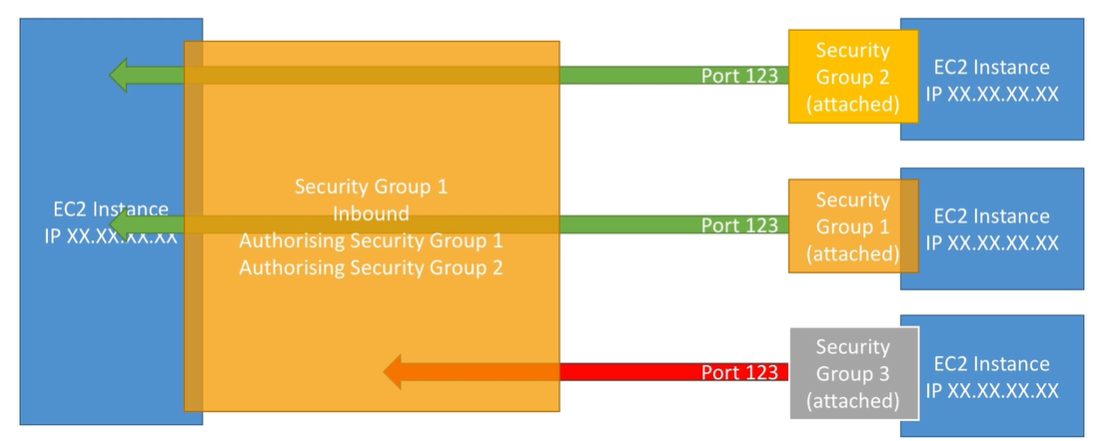 EC2 Instance
IP XX.XX.XX.XX
Security Group 1
Inbound
Authorising Security Group 1
Authorising Security Group 2
Port 123
Security
Group 2
(attached)
EC2 Instance
IP XX.XX.XX.XX
Port 123
Security
Group 1
(attached)
EC2 Instance
IP XX.XX.XX.XX
Port 123
Security
Group 3
(attached)
EC2 Instance
IP XX.XX.XX.XX